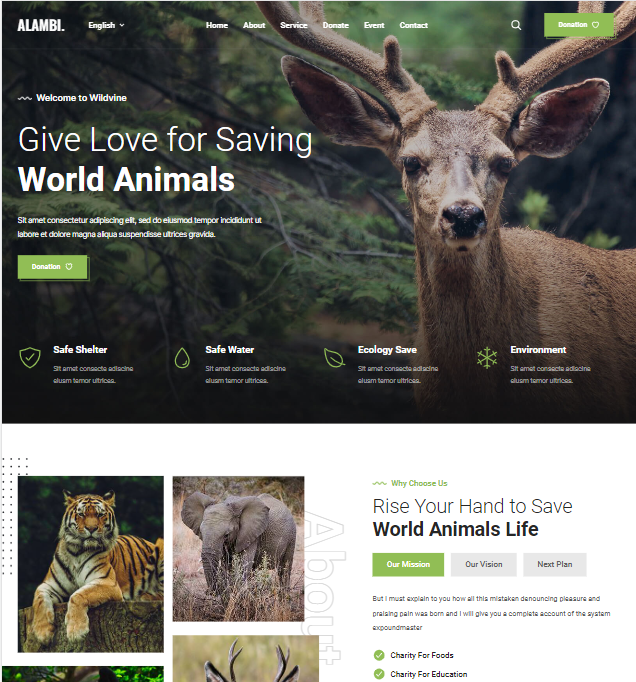 ALAMBI.
English
Home
About
Service
Donate
Event
Contact
Donation
Welcome to Wildvine
Give Love for Saving
World Animals
Sit amet consectetur adipiscing elit, sed do eiusmod tempor incididunt ut
labore et dolore magna aliqua suspendisse ultrices gravida.
Donation
Safe Shelter
Sit amet consecte adiscine
eiusm temor ultrices.
Safe Water
Sit amet consecte adiscine
eiusm temor ultrices.
Ecology Save
Sit amet consecte adiscine
eiusm temor ultrices.
Environment
Sit amet consecte adiscine
eiusm temor ultrices.
About
Why Choose Us
Rise Your Hand to Save
World Animals Life
Our Mission
Our Vision
Next Plan
But I must explain to you how all this mistaken denouncing pleasure and
praising pain was born and I will give you a complete account of the system
expoundmaster
Charity For Foods
Charity For Education